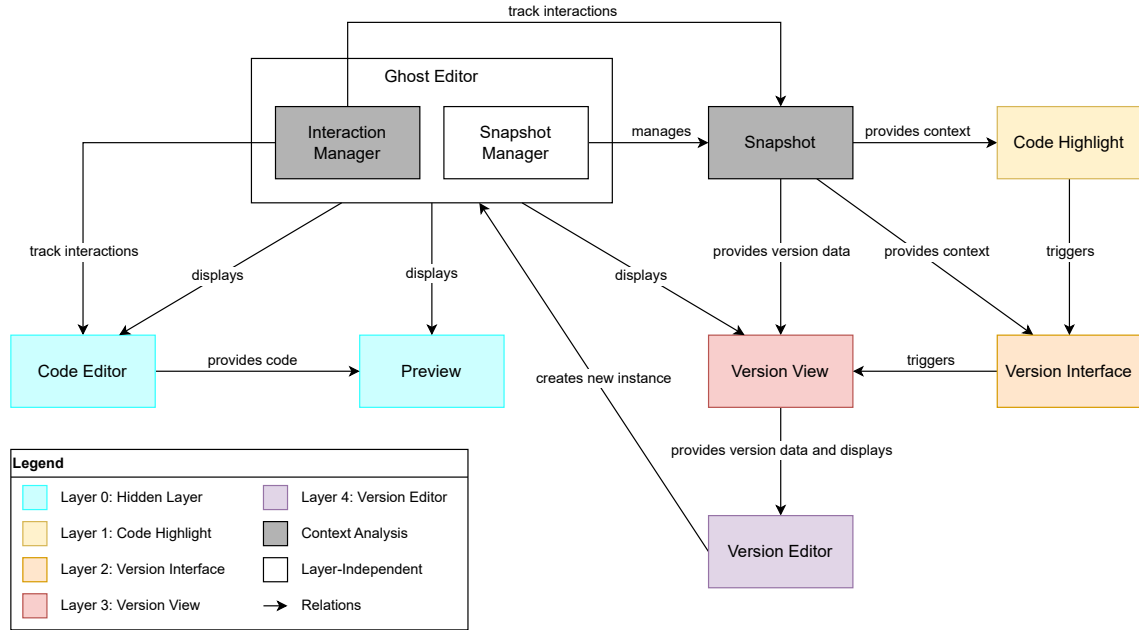 track interactions
Ghost Editor
Interaction
Manager
Snapshot
Manager
manages
Snapshot
provides context
Code Highlight
track interactions
displays
displays
displays
provides version data
provides context
triggers
Code Editor
provides code
Preview
creates new instance
Version View
triggers
Version Interface
provides version data and displays
Version Editor
Legend
Layer 0: Hidden Layer
Layer 1: Code Highlight
Layer 2: Version Interface
Layer 3: Version View
Layer 4: Version Editor
Context Analysis
Layer-Independent
Relations